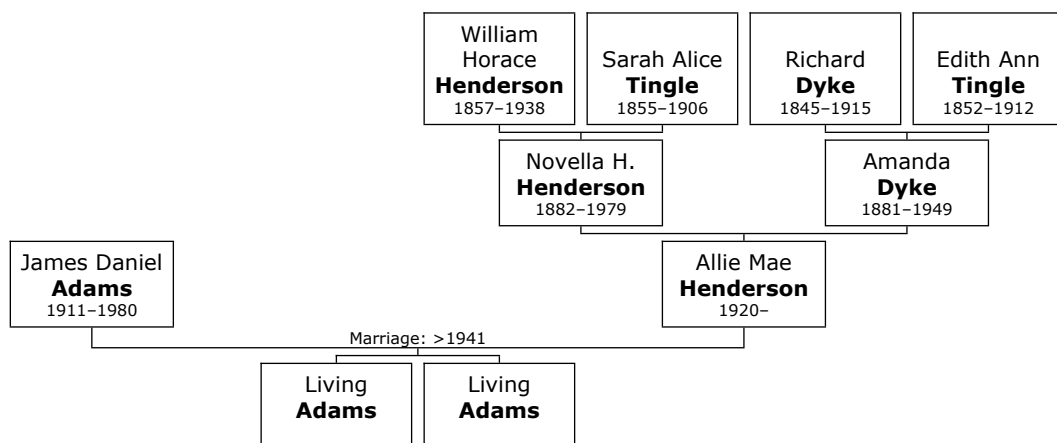 William
Horace
Henderson
1857–1938
Sarah Alice
Tingle
1855–1906
Richard
Dyke
1845–1915
Edith Ann
Tingle
1852–1912
Novella H.
Henderson
1882–1979
Amanda
Dyke
1881–1949
James Daniel
Adams
1911–1980
Allie Mae
Henderson
1920–
Marriage: >1941
Living
Adams
Living
Adams